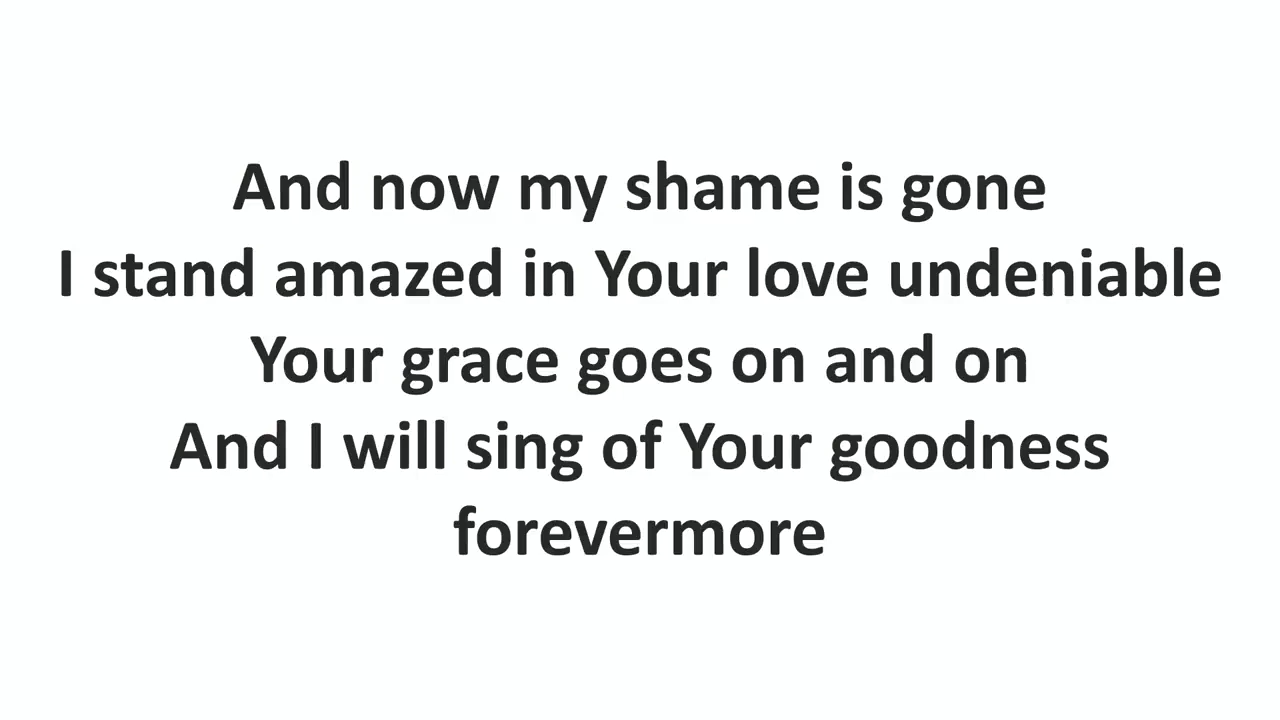 And now my shame is gone
I stand amazed in Your love undeniable
Your grace goes on and on
And I will sing of Your goodness
forevermore